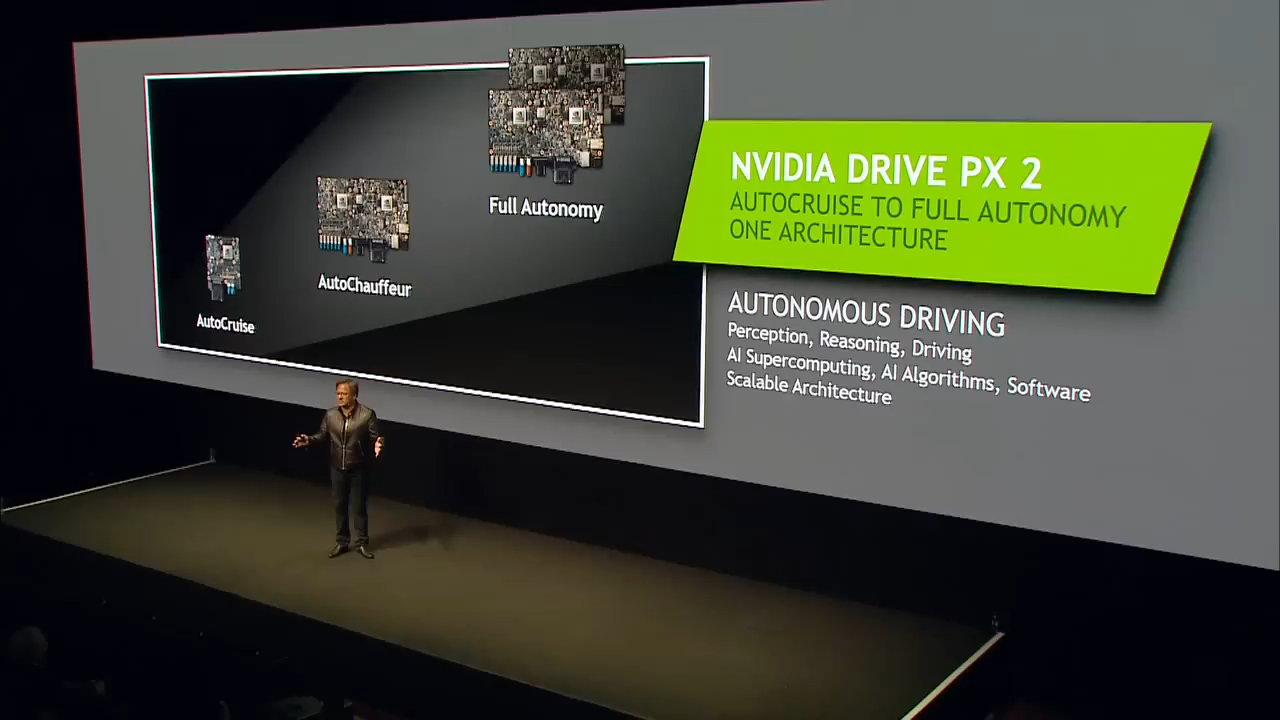 Full Autonomy
AutoChauffeur
AutoCruise
NVIDIA DRIVE PX 2
AUTOCRUISE TO FULL AUTONOMY
ONE ARCHITECTURE
AUTONOMOUS DRIVING
Perception, Reasoning, Driving
AI Supercomputing, AI Algorithms, Software
Scalable Architecture